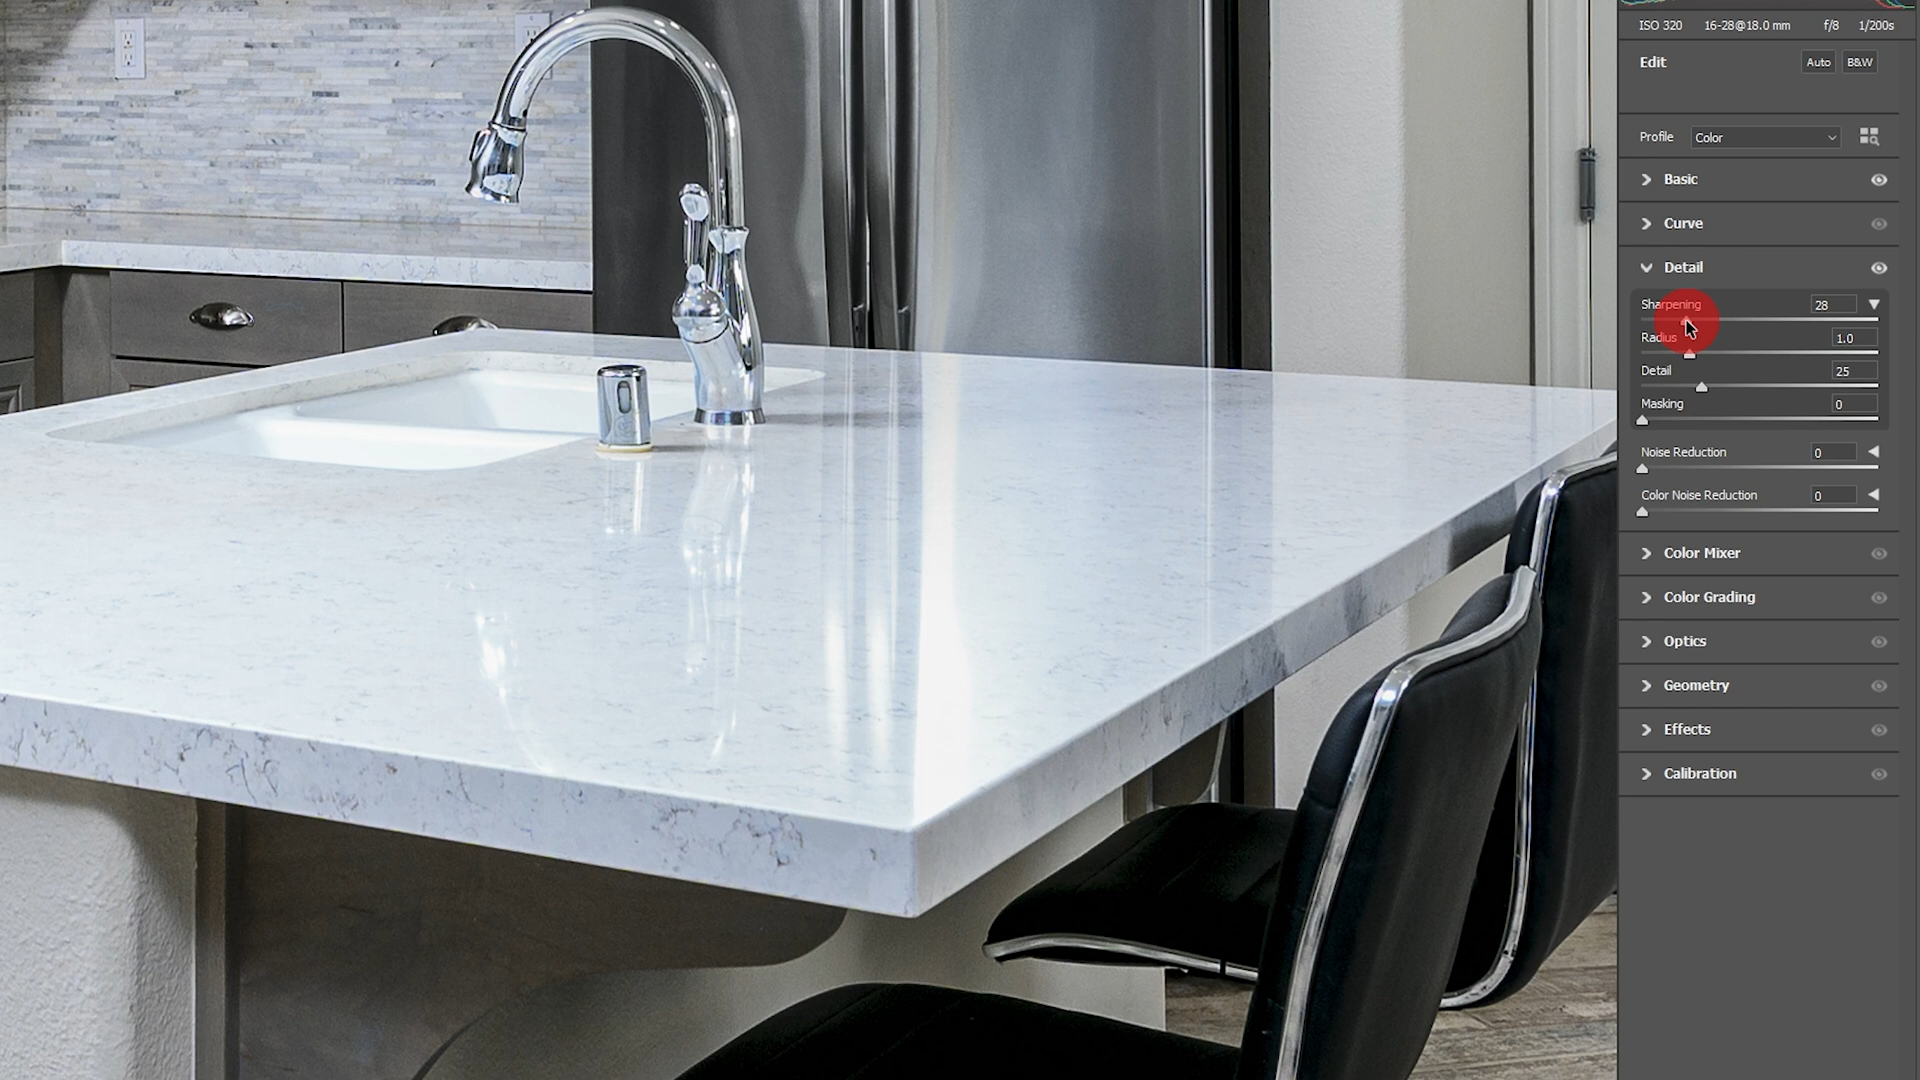 ISO 320 16-28@18.0 mm f/8 1/200s
Edit Auto B&W
Profile Color
Basic
Curve
Detail
Sharpening 28
Radius 1.0
Detail 25
Masking 0
Noise Reduction 0
Color Noise Reduction 0
Color Mixer
Color Grading
Optics
Geometry
Effects
Calibration